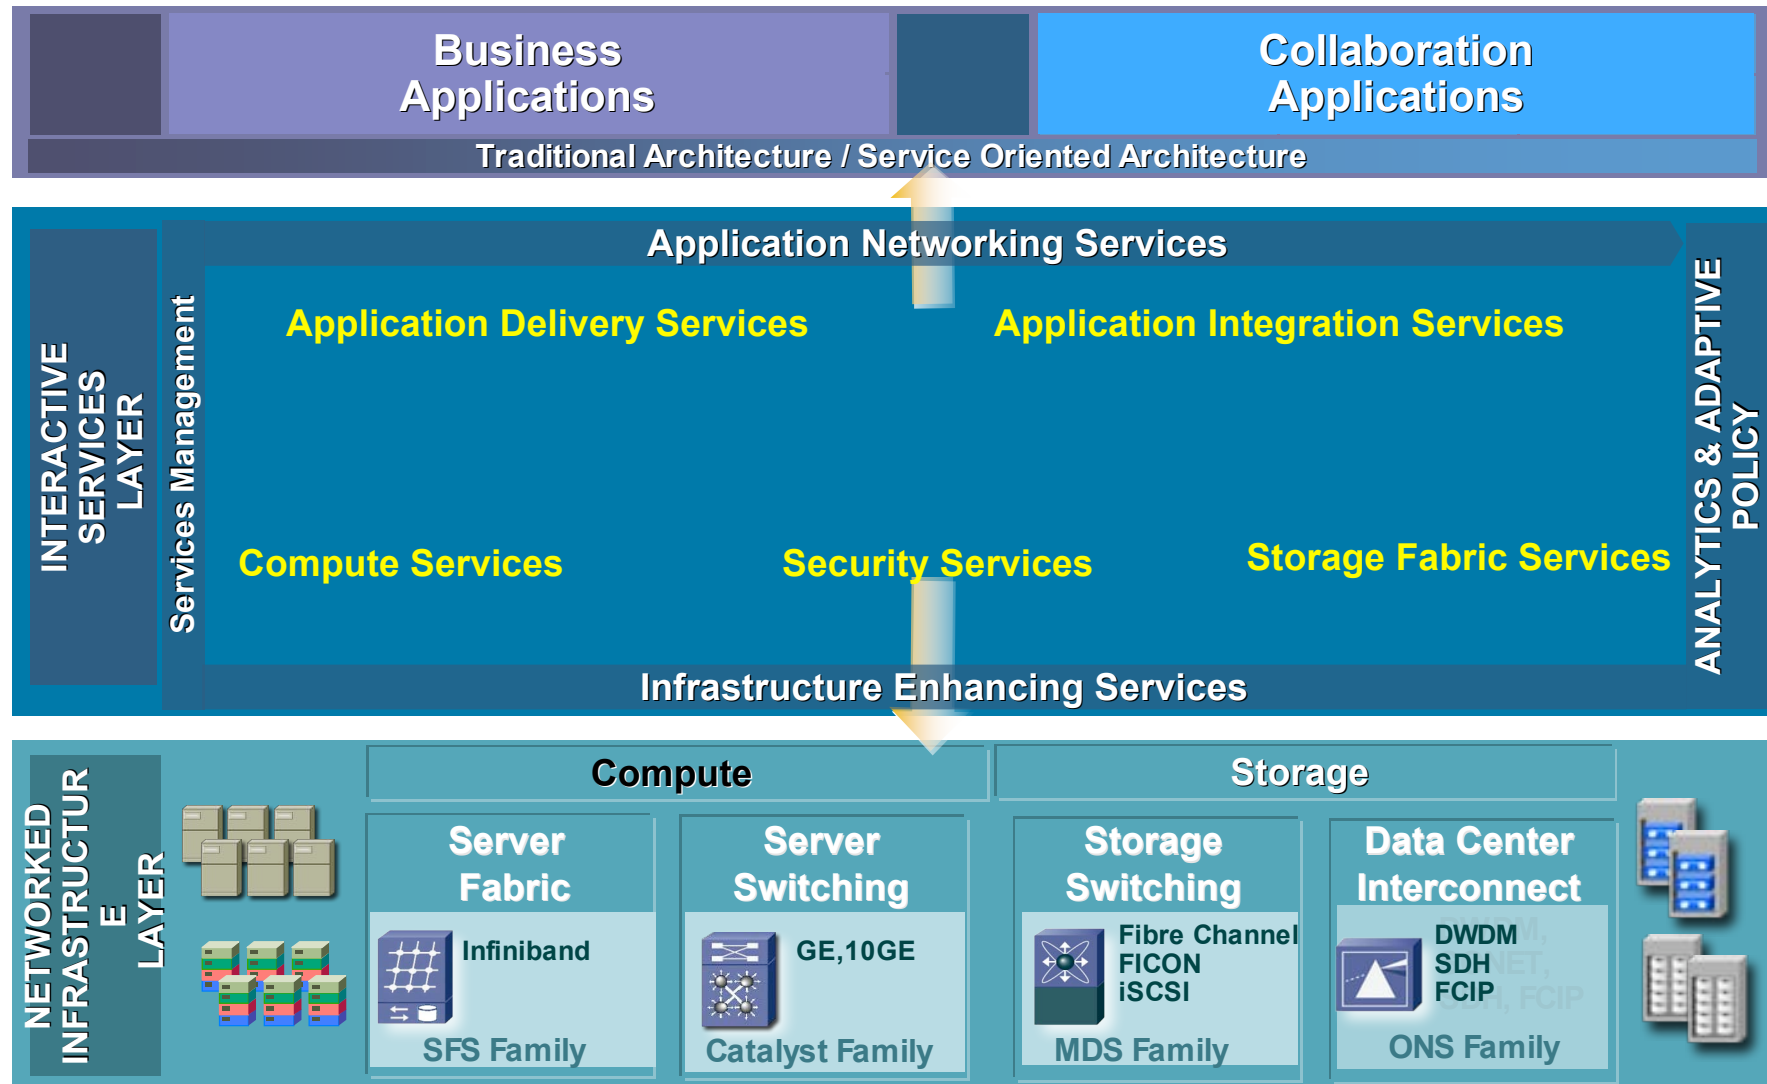 Business
Applications
Collaboration
Applications
Traditional Architecture / Service Oriented Architecture
INTERACTIVE
SERVICES
LAYER
Services Management
Application Networking Services
Application Delivery Services
Application Integration Services
Compute Services
Security Services
Storage Fabric Services
Infrastructure Enhancing Services
ANALYTICS & ADAPTIVE
POLICY
NETWORKED
INFRASTRUCTUR
E
LAYER
Compute
Storage
Server
Fabric
Infiniband
SFS Family
Server
Switching
GE,10GE
Catalyst Family
Storage
Switching
Fibre Channel
FICON
iSCSI
MDS Family
Data Center
Interconnect
DWDM
SDH
FCIP
ONS Family